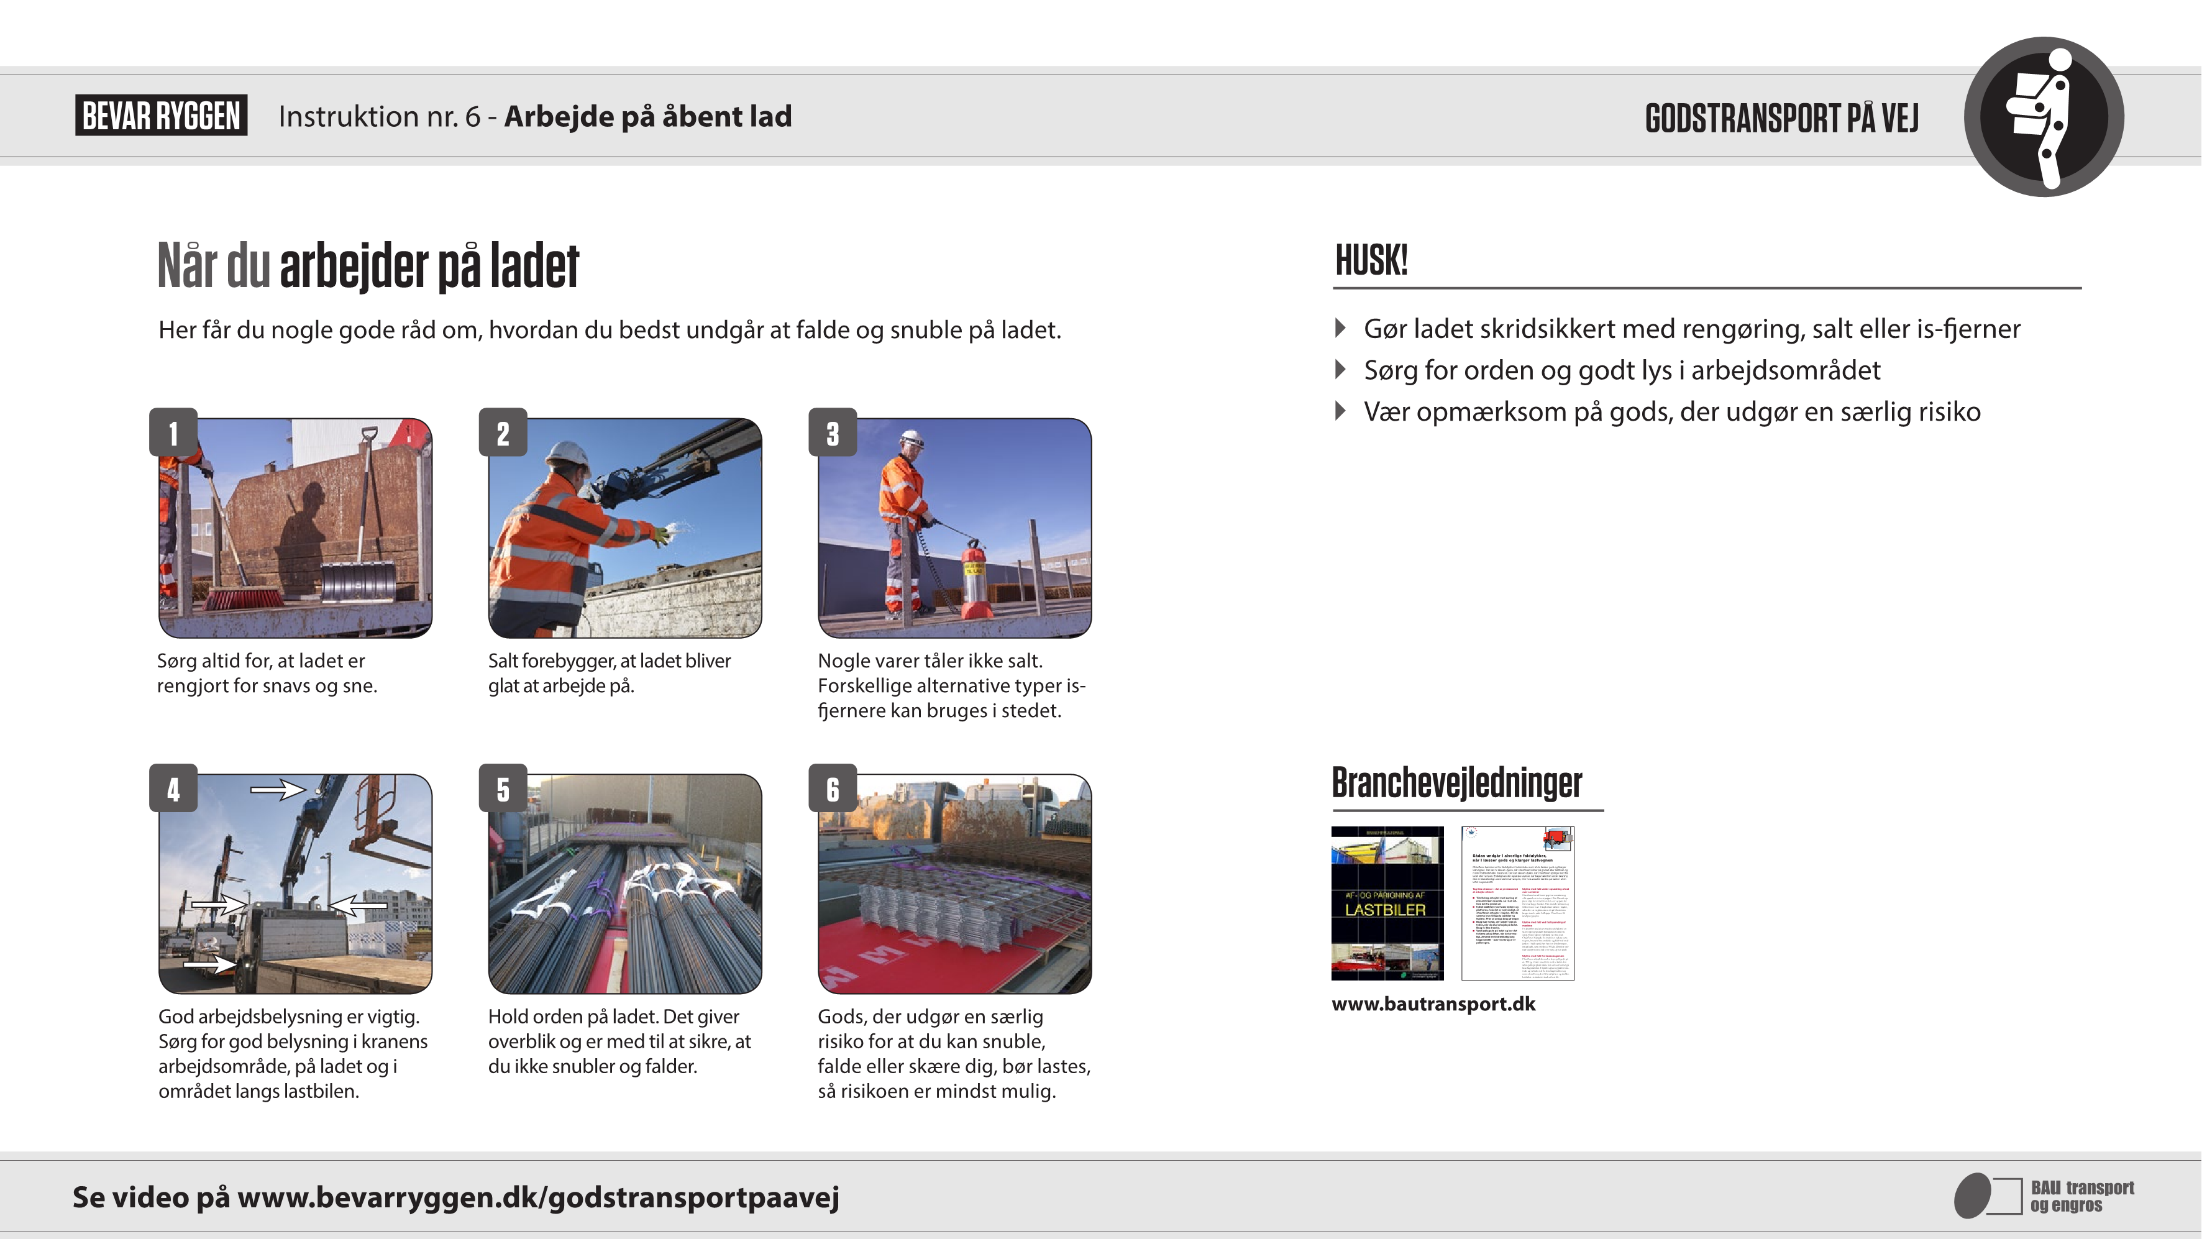 BEVAR RYGGEN
Instruktion nr. 6 - Arbejde på åbent lad
GODSTRANSPORT PÅ VEJ
Når du arbejder på ladet
Her får du nogle gode råd om, hvordan du bedst undgår at falde og snuble på ladet.
1
Sørg altid for, at ladet er
rengjort for snavs og sne.
2
Salt forebygger, at ladet bliver
glat at arbejde på.
3
Nogle varer tåler ikke salt.
Forskellige alternative typer is-
fjernere kan bruges i stedet.
4
God arbejdsbelysning er vigtig.
Sørg for god belysning i kranens
arbejdsområde, på ladet og i
området langs lastbilen.
5
Hold orden på ladet. Det giver
overblik og er med til at sikre, at
du ikke snubler og falder.
6
Gods, der udgør en særlig
risiko for at du kan snuble,
falde eller skære dig, bør lastes,
så risikoen er mindst mulig.
HUSK!
Gør ladet skridsikkert med rengøring, salt eller is-fjerner
Sørg for orden og godt lys i arbejdsområdet
Vær opmærksom på gods, der udgør en særlig risiko
Branchevejledninger
AF- OG PÅRIGNING AF
LASTBILER
www.bautransport.dk
Se video på www.bevarryggen.dk/godstransportpaavej
BAU transport
og engros